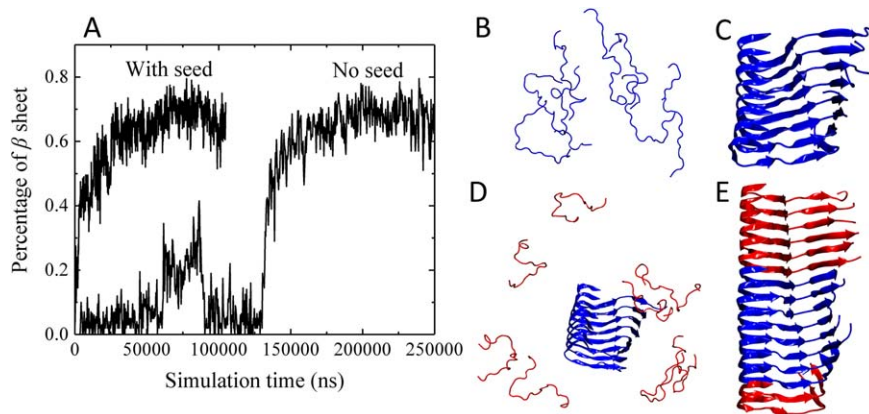 A
B
C
With seed
No seed
Percentage of β sheet
0.8
0.6
0.4
0.2
0.0
0 50000 100000 150000 200000 250000
Simulation time (ns)
D
E